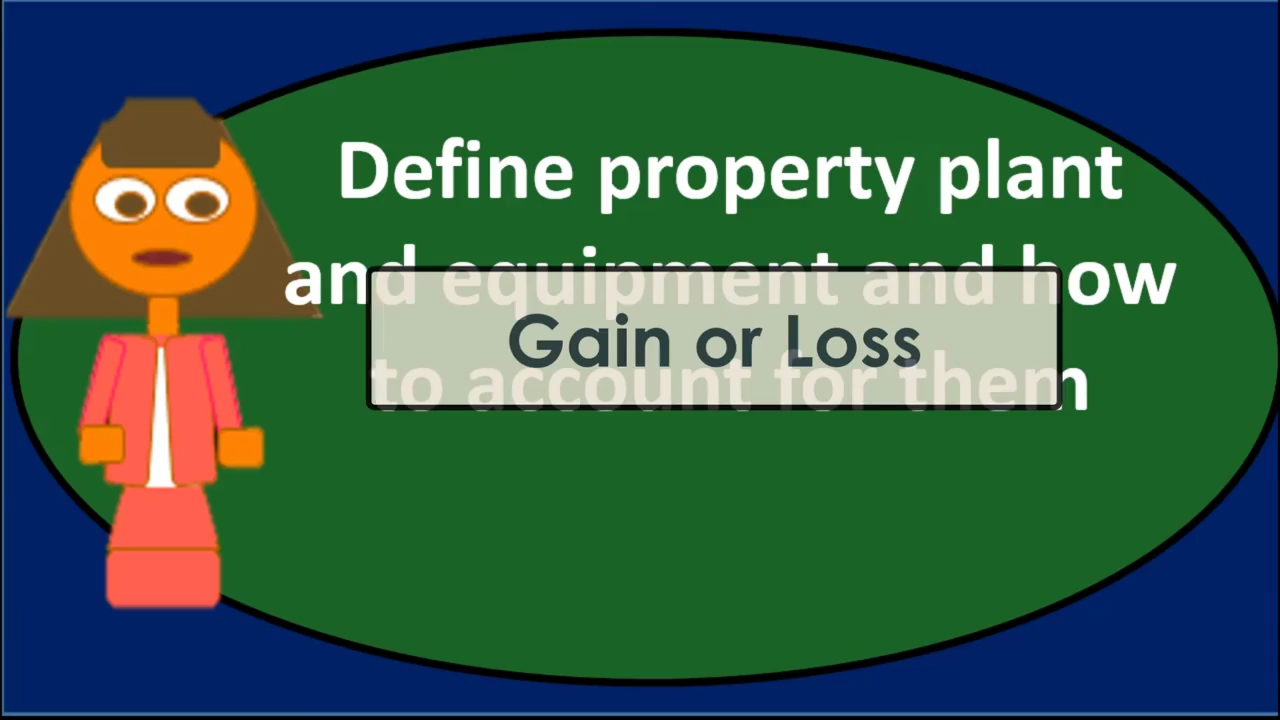 Define property plant
and equipment and how
Gain or Loss
to account for them